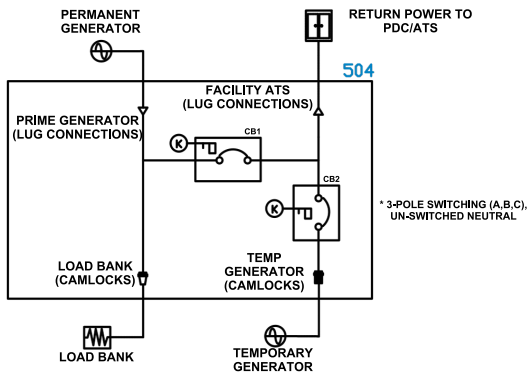 PERMANENT
GENERATOR
RETURN POWER TO
PDC/ATS
504
FACILITY ATS
(LUG CONNECTIONS)
PRIME GENERATOR
(LUG CONNECTIONS)
K
CB1
CB2
K
* 3-POLE SWITCHING (A,B,C),
UN-SWITCHED NEUTRAL
LOAD BANK
(CAMLOCKS)
TEMP
GENERATOR
(CAMLOCKS)
LOAD BANK
TEMPORARY
GENERATOR